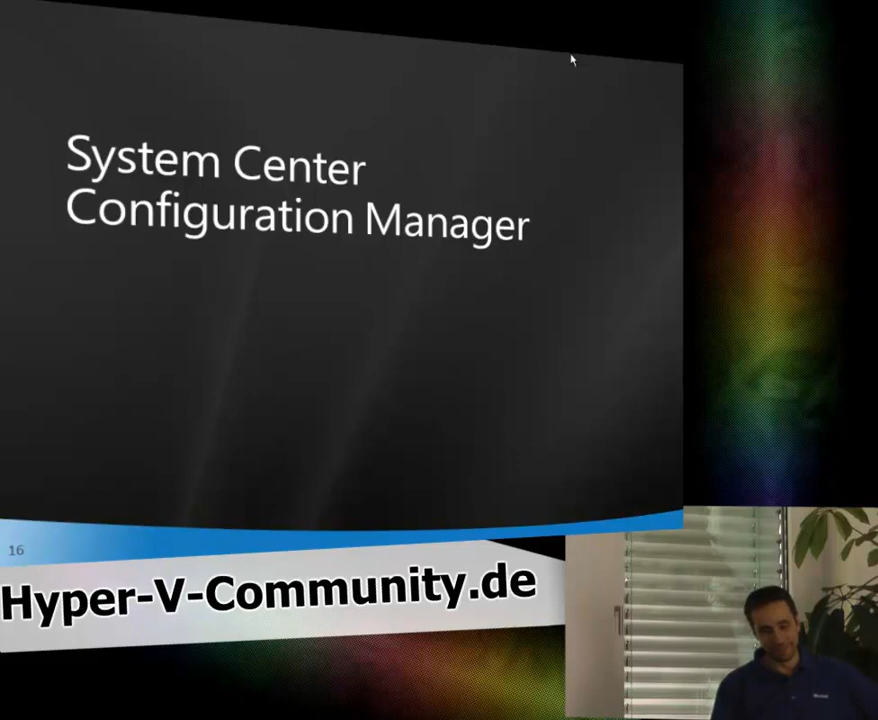 System Center
Configuration Manager
16
Hyper-V-Community.de